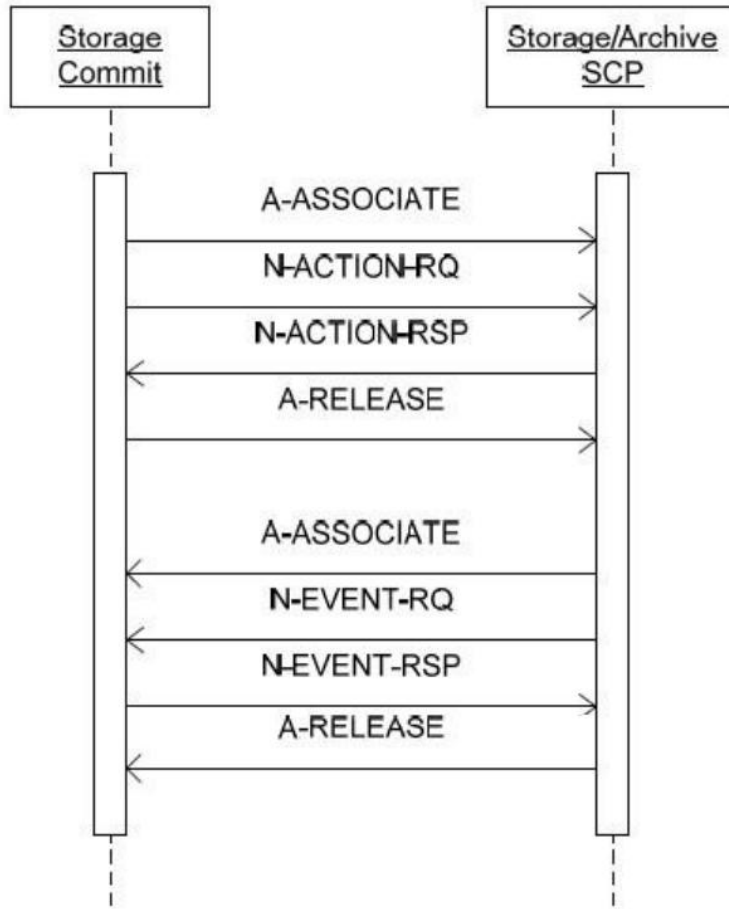 Storage
Commit
Storage/Archive
SCP
A-ASSOCIATE
N-ACTION-RQ
N-ACTION-RSP
A-RELEASE
A-ASSOCIATE
N-EVENT-RQ
N-EVENT-RSP
A-RELEASE